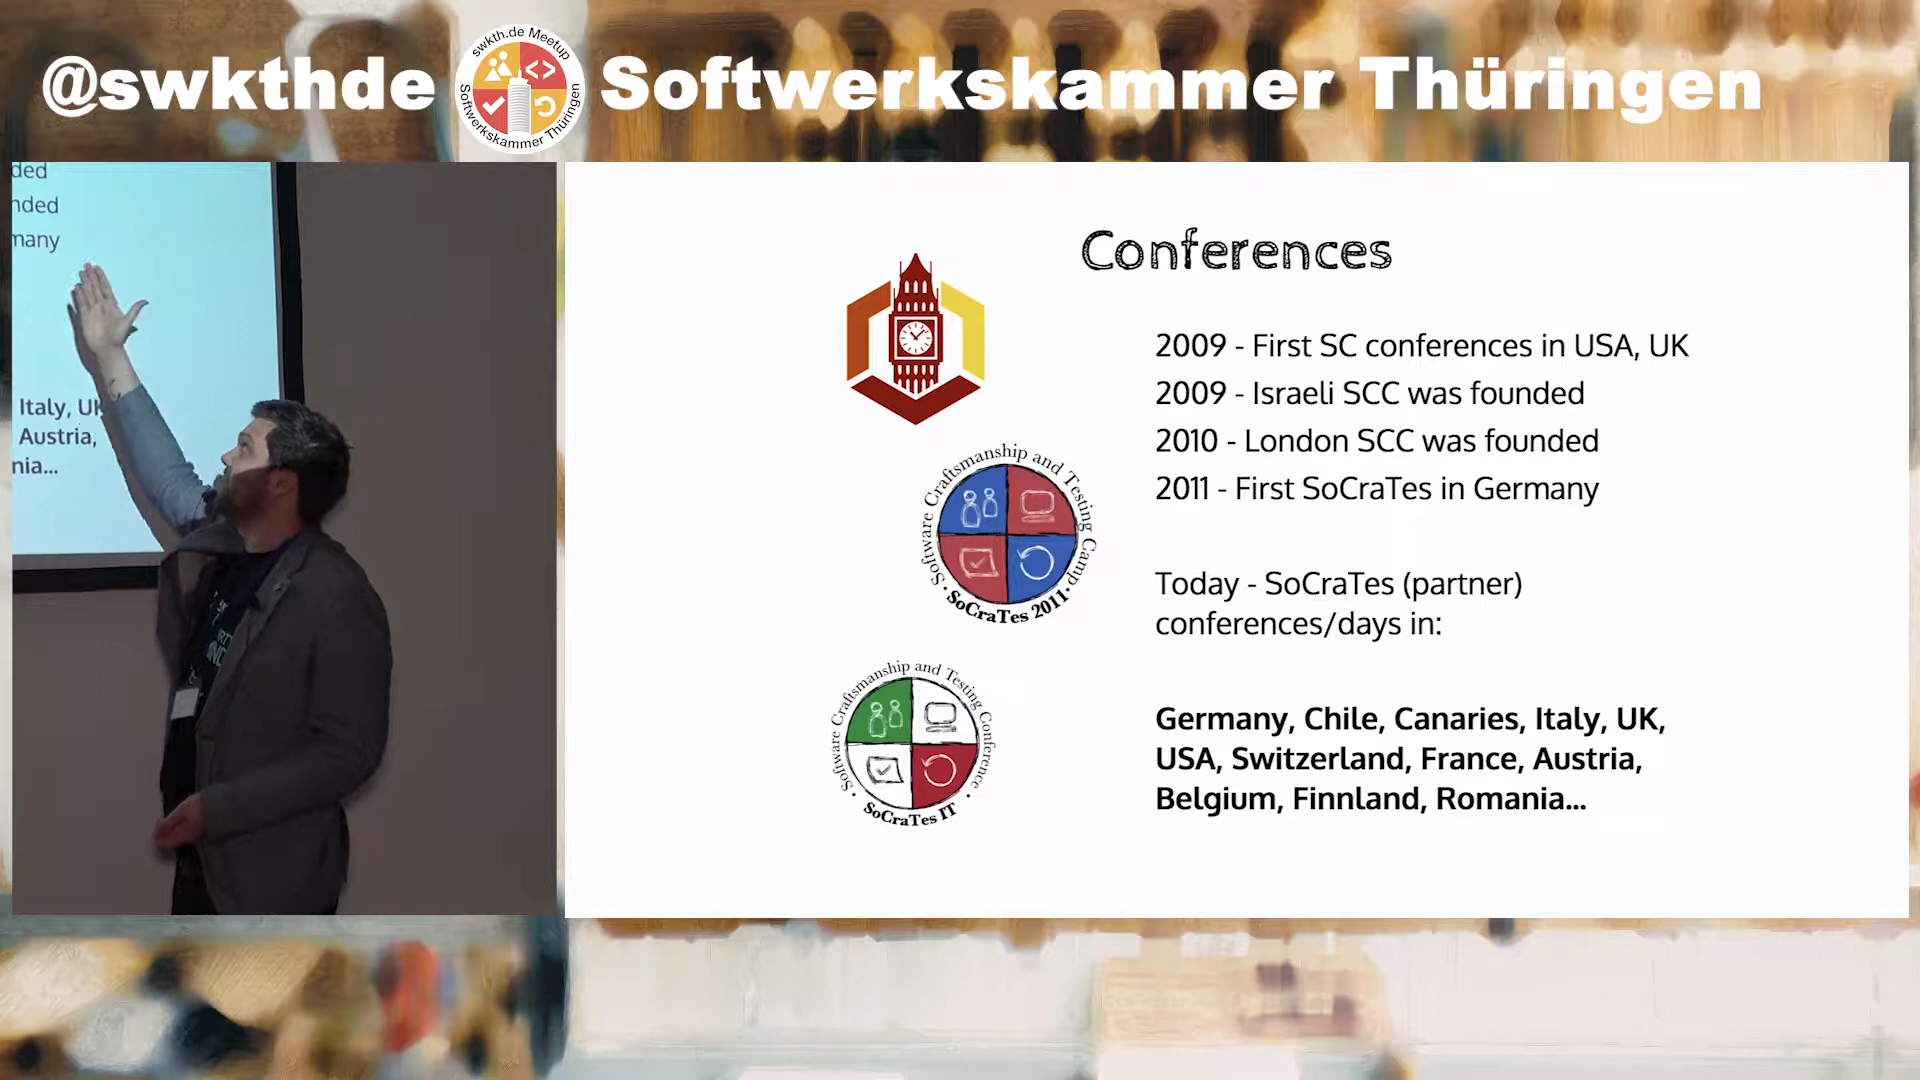 @swkthde
swkth.de Meetup
Softwerkskammer Thüringen
Softwerkskammer Thüringen
nded
many
Italy, UK
Austria,
nia...
Conferences
2009 - First SC conferences in USA, UK
2009 - Israeli SCC was founded
2010 - London SCC was founded
2011 - First SoCraTes in Germany
Software Craftsmanship and Testing Camp
SoCraTes 2011
Today - SoCraTes (partner)
conferences/days in:
Germany, Chile, Canaries, Italy, UK,
USA, Switzerland, France, Austria,
Belgium, Finnland, Romania...
Software Craftsmanship and Testing Conference
SoCraTes IT